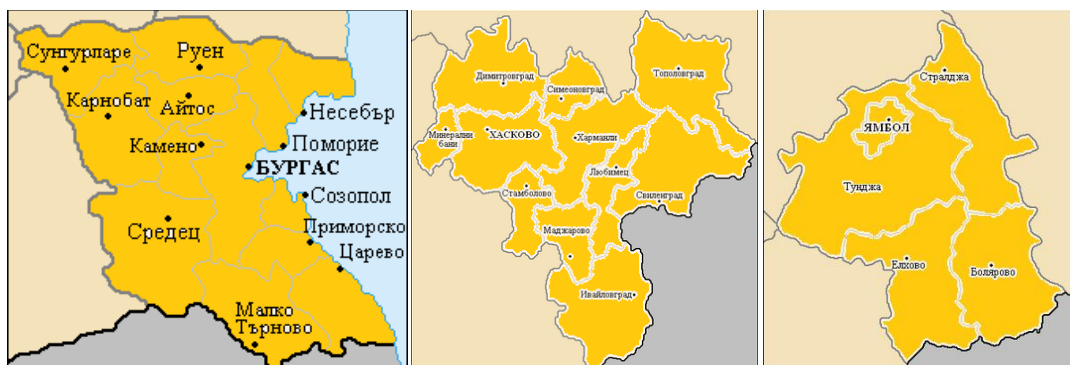 Сунгурларе
Руен
Карнобат
Айтос
Несебър
Камено
Поморие
БУРГАС
Созопол
Средец
Приморско
Царево
Малко
Търново
Димитровград
Тополовград
Симеоновград
Минерални
бани
ХАСКОВО
Харманли
Любимец
Стамболово
Свиленград
Маджарово
Ивайловград
Стралджа
ЯМБОЛ
Тунджа
Елхово
Болярово